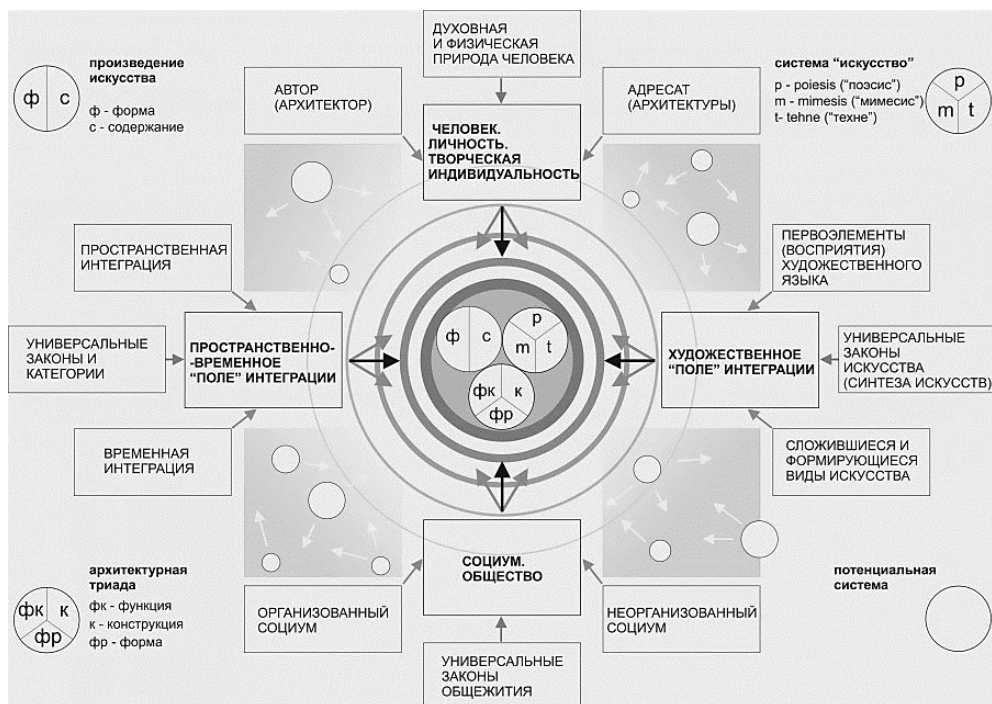 ДУХОВНАЯ
И ФИЗИЧЕСКАЯ
ПРИРОДА ЧЕЛОВЕКА
произведение
искусства
ф
с
ф - форма
с - содержание
АВТОР
(АРХИТЕКТОР)
АДРЕСАТ
(АРХИТЕКТУРЫ)
система “искусство”
p - poiesis (“поэсис”)
m - mimesis (“мимесис”)
t- tehne (“техне”)
p
m
t
ЧЕЛОВЕК.
ЛИЧНОСТЬ.
ТВОРЧЕСКАЯ
ИНДИВИДУАЛЬНОСТЬ
ПРОСТРАНСТВЕННАЯ
ИНТЕГРАЦИЯ
ПЕРВОЭЛЕМЕНТЫ
(ВОСПРИЯТИЯ)
ХУДОЖЕСТВЕННОГО
ЯЗЫКА
УНИВЕРСАЛЬНЫЕ
ЗАКОНЫ И
КАТЕГОРИИ
ПРОСТРАНСТВЕННО-
-ВРЕМЕННОЕ
“ПОЛЕ” ИНТЕГРАЦИИ
ф
с
p
m
t
фк
к
фр
ХУДОЖЕСТВЕННОЕ
“ПОЛЕ” ИНТЕГРАЦИИ
УНИВЕРСАЛЬНЫЕ
ЗАКОНЫ
ИСКУССТВА
(СИНТЕЗА ИСКУССТВ)
ВРЕМЕННАЯ
ИНТЕГРАЦИЯ
СЛОЖИВШИЕСЯ И
ФОРМИРУЮЩИЕСЯ
ВИДЫ ИСКУССТВА
архитектурная
триада
фк
к
фр
фк - функция
к - конструкция
фр - форма
СОЦИУМ.
ОБЩЕСТВО
потенциальная
система
ОРГАНИЗОВАННЫЙ
СОЦИУМ
НЕОРГАНИЗОВАННЫЙ
СОЦИУМ
УНИВЕРСАЛЬНЫЕ
ЗАКОНЫ
ОБЩЕЖИТИЯ